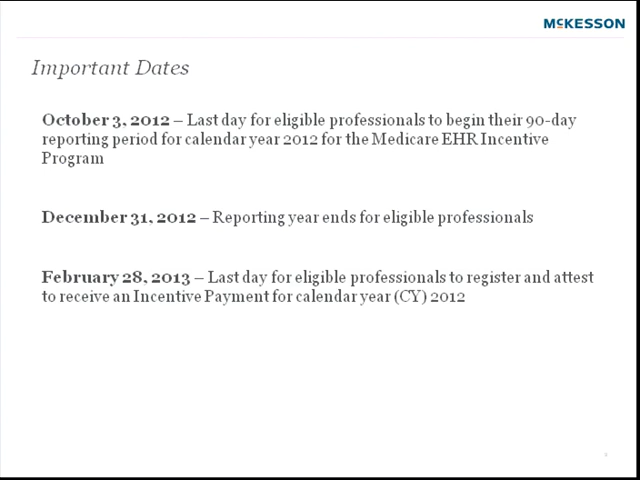 MCKESSON
Important Dates
October 3, 2012 – Last day for eligible professionals to begin their 90-day
reporting period for calendar year 2012 for the Medicare EHR Incentive
Program
December 31, 2012 – Reporting year ends for eligible professionals
February 28, 2013 – Last day for eligible professionals to register and attest
to receive an Incentive Payment for calendar year (CY) 2012